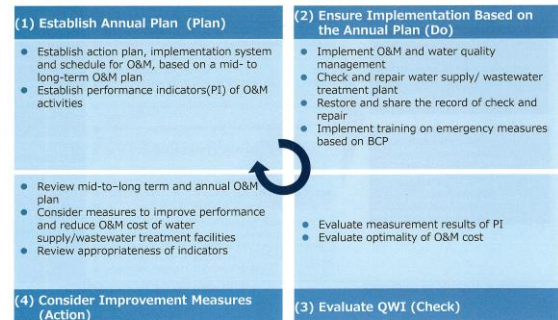 (1) Establish Annual Plan (Plan)
● Establish action plan, implementation system
and schedule for O&M, based on a mid- to
long-term O&M plan
● Establish performance indicators(PI) of O&M
activities
(2) Ensure Implementation Based on
the Annual Plan (Do)
● Implement O&M and water quality
management
● Check and repair water supply/ wastewater
treatment plant
● Restore and share the record of check and
repair
● Implement training on emergency measures
based on BCP
● Review mid-to-long term and annual O&M
plan
● Consider measures to improve performance
and reduce O&M cost of water
supply/wastewater treatment facilities
● Review appropriateness of indicators
(4) Consider Improvement Measures
(Action)
● Evaluate measurement results of PI
● Evaluate optimality of O&M cost
(3) Evaluate QWI (Check)